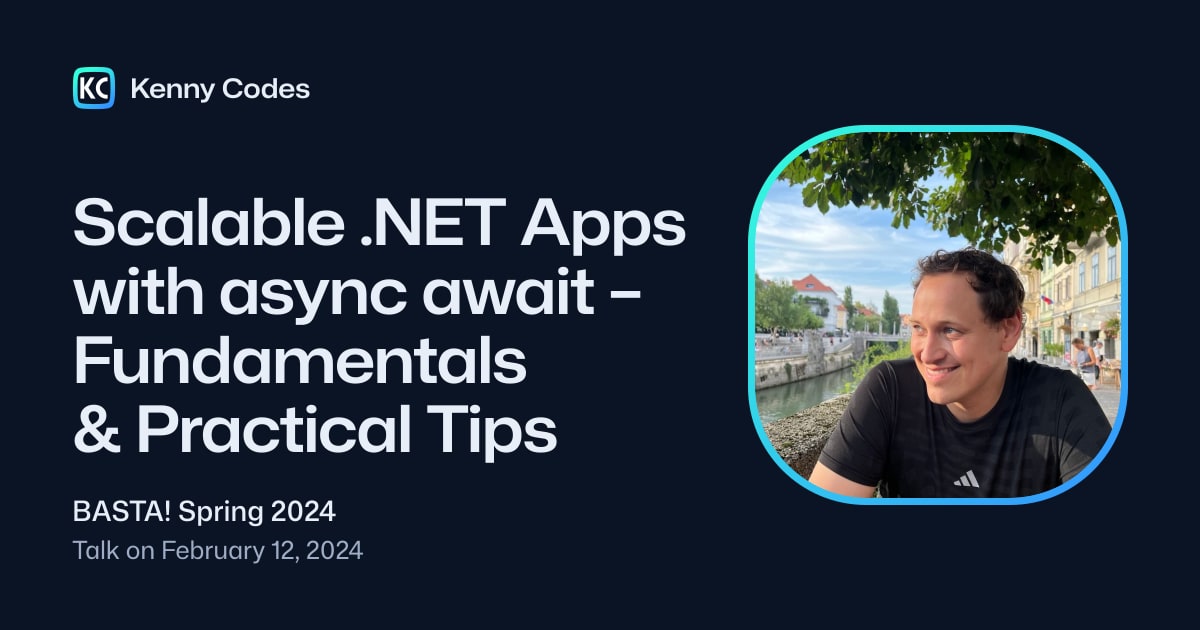 KC
Kenny Codes
Scalable .NET Apps
with async await –
Fundamentals
& Practical Tips
BASTA! Spring 2024
Talk on February 12, 2024